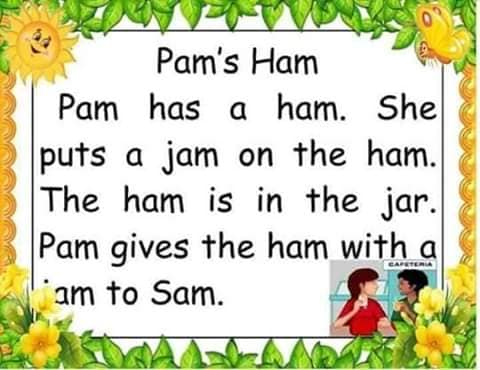 Pam's Ham
Pam has a ham. She
puts a jam on the ham.
The ham is in the jar.
Pam gives the ham with a
am to Sam.
CAFETERIA